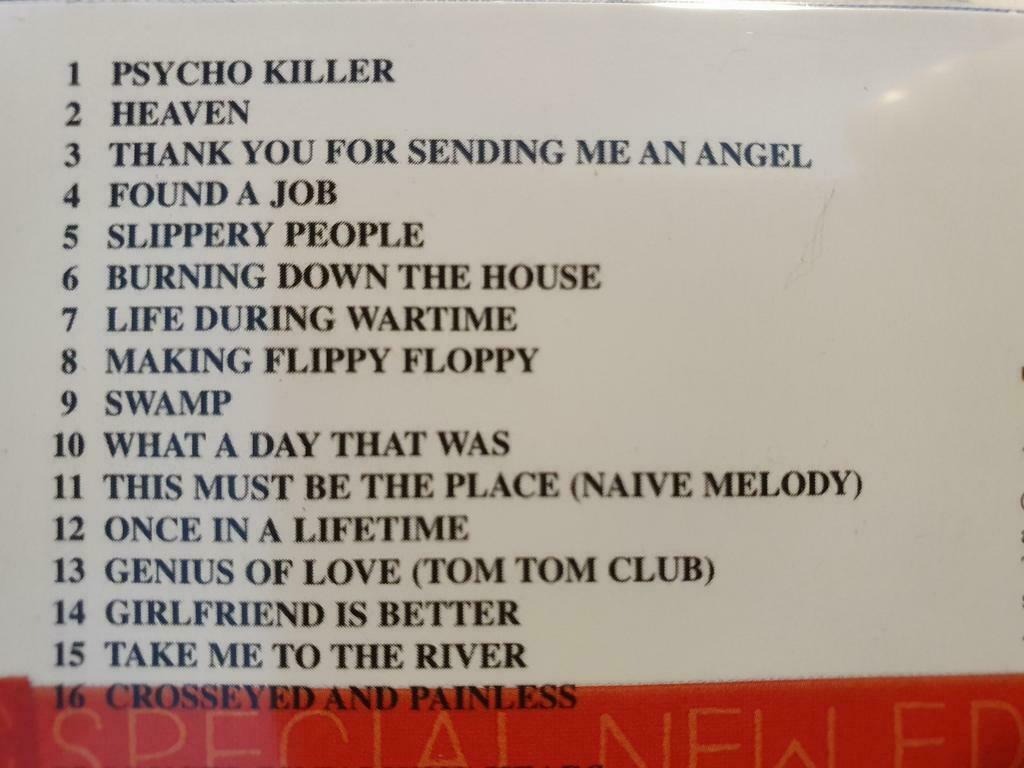 1 PSYCHO KILLER
2 HEAVEN
3 THANK YOU FOR SENDING ME AN ANGEL
4 FOUND A JOB
5 SLIPPERY PEOPLE
6 BURNING DOWN THE HOUSE
7 LIFE DURING WARTIME
8 MAKING FLIPPY FLOPPY
9 SWAMP
10 WHAT A DAY THAT WAS
11 THIS MUST BE THE PLACE (NAIVE MELODY)
12 ONCE IN A LIFETIME
13 GENIUS OF LOVE (TOM TOM CLUB)
14 GIRLFRIEND IS BETTER
15 TAKE ME TO THE RIVER
16 CROSSEYED AND PAINLESS
SPECIAL NEW ED